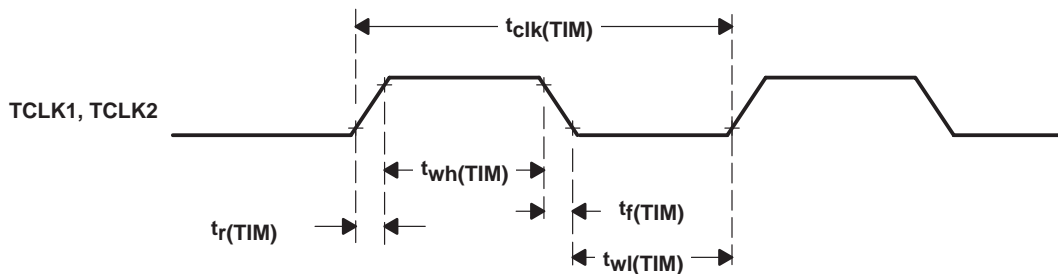 tclk(TIM)
TCLK1, TCLK2
twh(TIM)
tr(TIM)
tf(TIM)
twl(TIM)